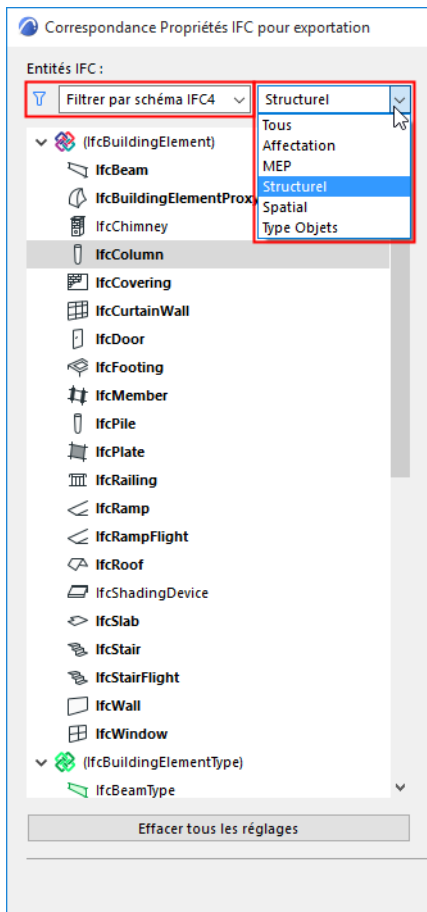 Correspondance Propriétés IFC pour exportation
Entités IFC :
Filtrer par schéma IFC4
Structurel
Tous
Affectation
MEP
Structurel
Spatial
Type Objets
(IfcBuildingElement)
IfcBeam
IfcBuildingElementProxy
IfcChimney
IfcColumn
IfcCovering
IfcCurtainWall
IfcDoor
IfcFooting
IfcMember
IfcPile
IfcPlate
IfcRailing
IfcRamp
IfcRampFlight
IfcRoof
IfcShadingDevice
IfcSlab
IfcStair
IfcStairFlight
IfcWall
IfcWindow
(IfcBuildingElementType)
IfcBeamType
Effacer tous les réglages